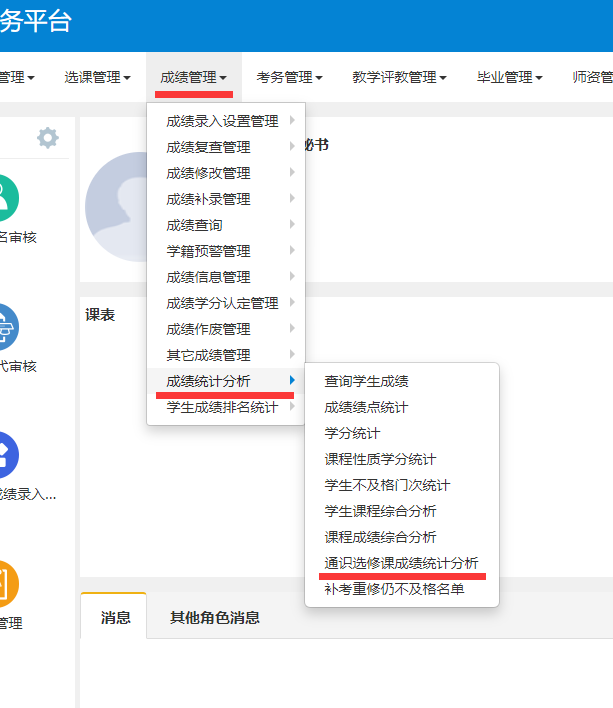 务平台
管理
选课管理
成绩管理
考务管理
教学评教管理
毕业管理
师资管
成绩录入设置管理
成绩复查管理
成绩修改管理
成绩补录管理
成绩查询
学籍预警管理
成绩信息管理
成绩学分认定管理
成绩作废管理
其它成绩管理
成绩统计分析
学生成绩排名统计
查询学生成绩
成绩绩点统计
学分统计
课程性质学分统计
学生不及格门次统计
学生课程综合分析
课程成绩综合分析
通识选修课成绩统计分析
补考重修仍不及格名单
秘书
名审核
代审核
成绩录入...
管理
课表
消息
其他角色消息